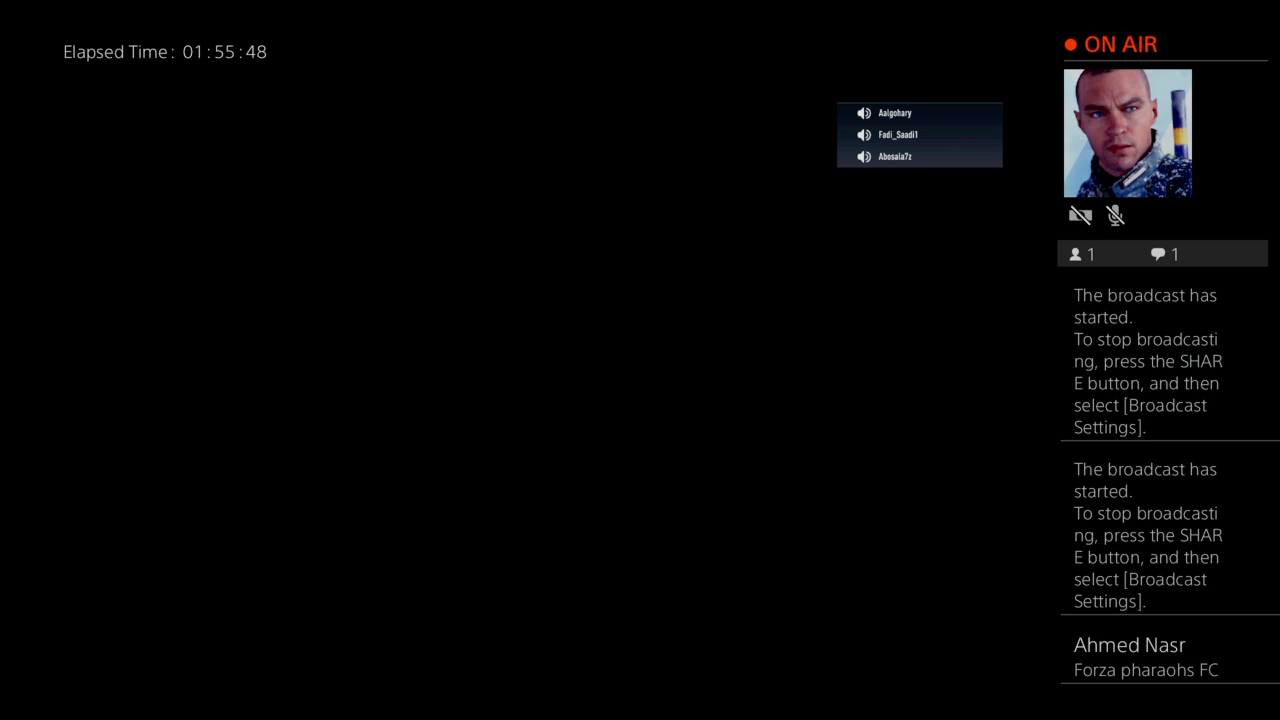 Elapsed Time: 01:55:48
ON AIR
Aalgohary
Fadi_Saadi1
Abosala7z
1 1
The broadcast has
started.
To stop broadcasti
ng, press the SHAR
E button, and then
select [Broadcast
Settings].
The broadcast has
started.
To stop broadcasti
ng, press the SHAR
E button, and then
select [Broadcast
Settings].
Ahmed Nasr
Forza pharaohs FC